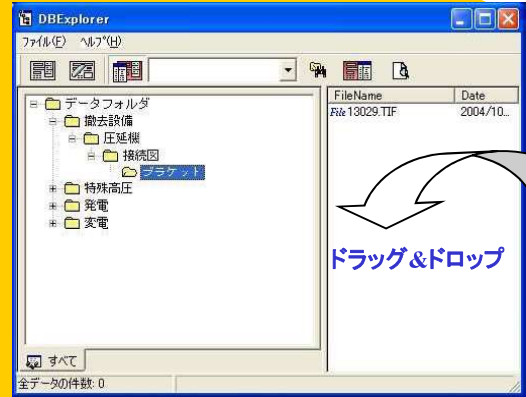 DBExplorer
ファイル(F) ヘルプ(H)
FileName Date
File 13029.TIF 2004/10...
データフォルダ
撤去設備
圧延機
接続図
ブラケット
特殊高圧
発電
変電
ドラッグ&ドロップ
すべて
全データの件数: 0